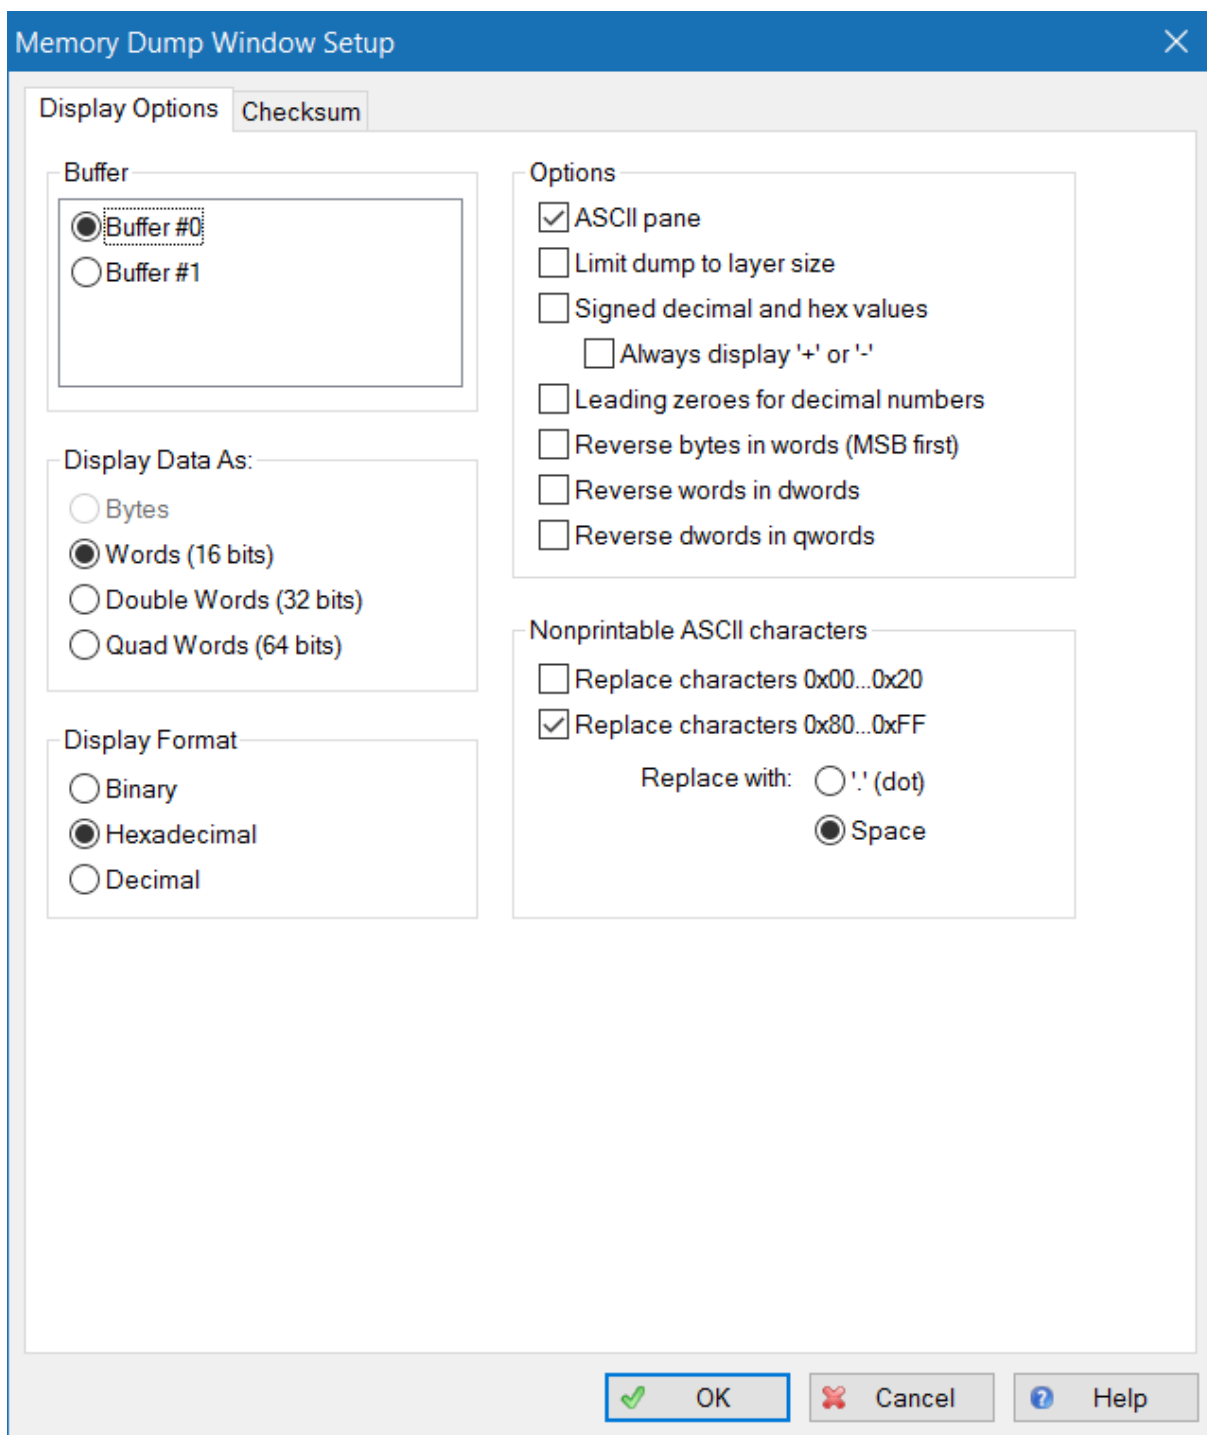 Memory Dump Window Setup
Display Options
Checksum
Buffer
Buffer #0
Buffer #1
Display Data As:
Bytes
Words (16 bits)
Double Words (32 bits)
Quad Words (64 bits)
Display Format
Binary
Hexadecimal
Decimal
Options
ASCII pane
Limit dump to layer size
Signed decimal and hex values
Always display '+' or '-'
Leading zeroes for decimal numbers
Reverse bytes in words (MSB first)
Reverse words in dwords
Reverse dwords in qwords
Nonprintable ASCII characters
Replace characters 0x00...0x20
Replace characters 0x80...0xFF
Replace with:
'.' (dot)
Space
OK
Cancel
Help